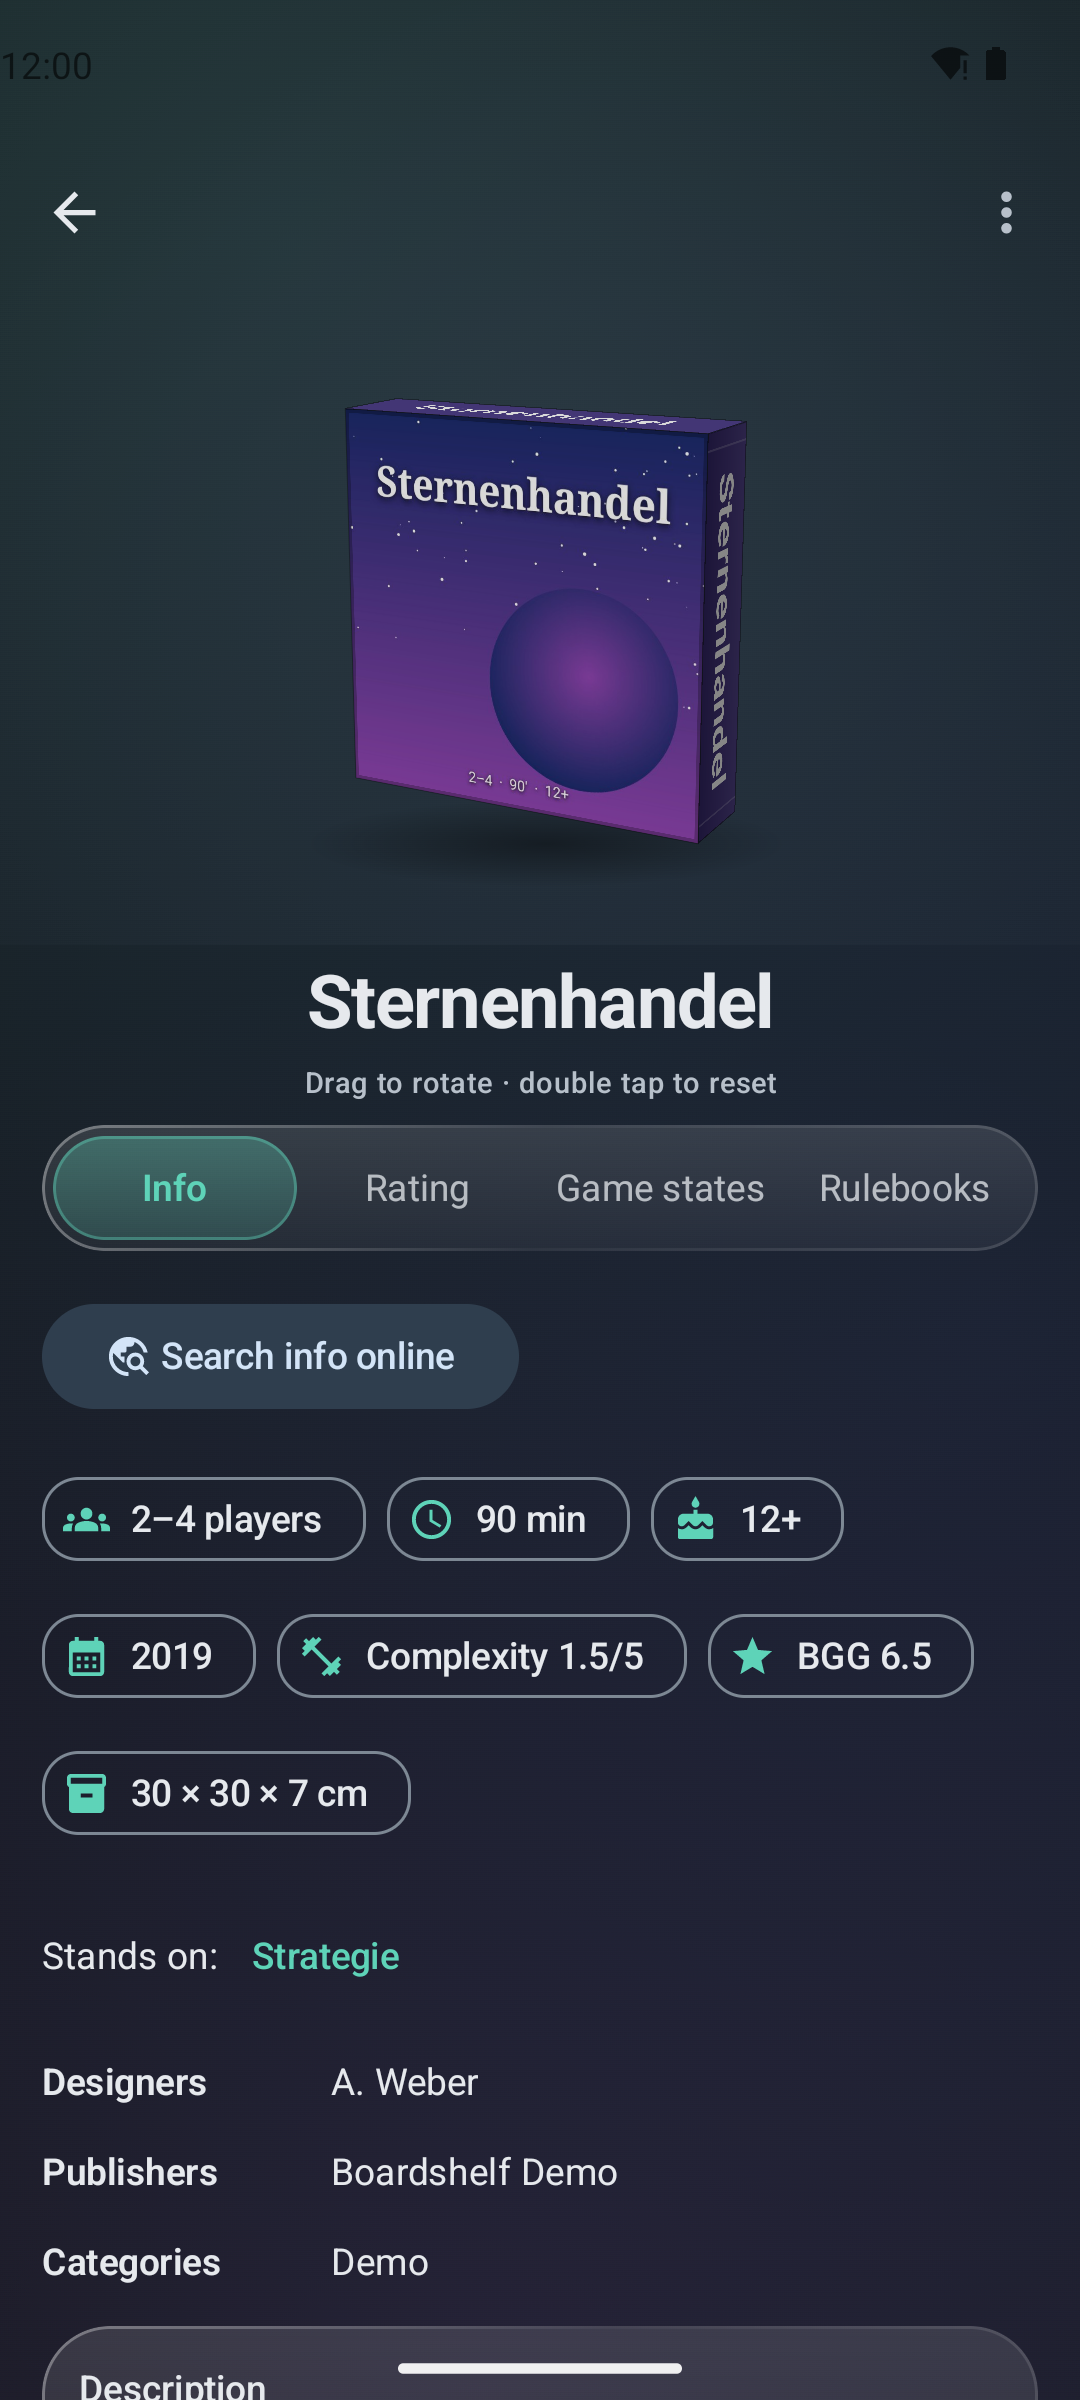 12:00
Sternenhandel
Sternenhandel
Sternenhandel
2–4 · 90' · 12+
Sternenhandel
Drag to rotate · double tap to reset
Info Rating Game states Rulebooks
Search info online
2–4 players 90 min 12+
2019 Complexity 1.5/5 BGG 6.5
30 × 30 × 7 cm
Stands on: Strategie
Designers A. Weber
Publishers Boardshelf Demo
Categories Demo
Description